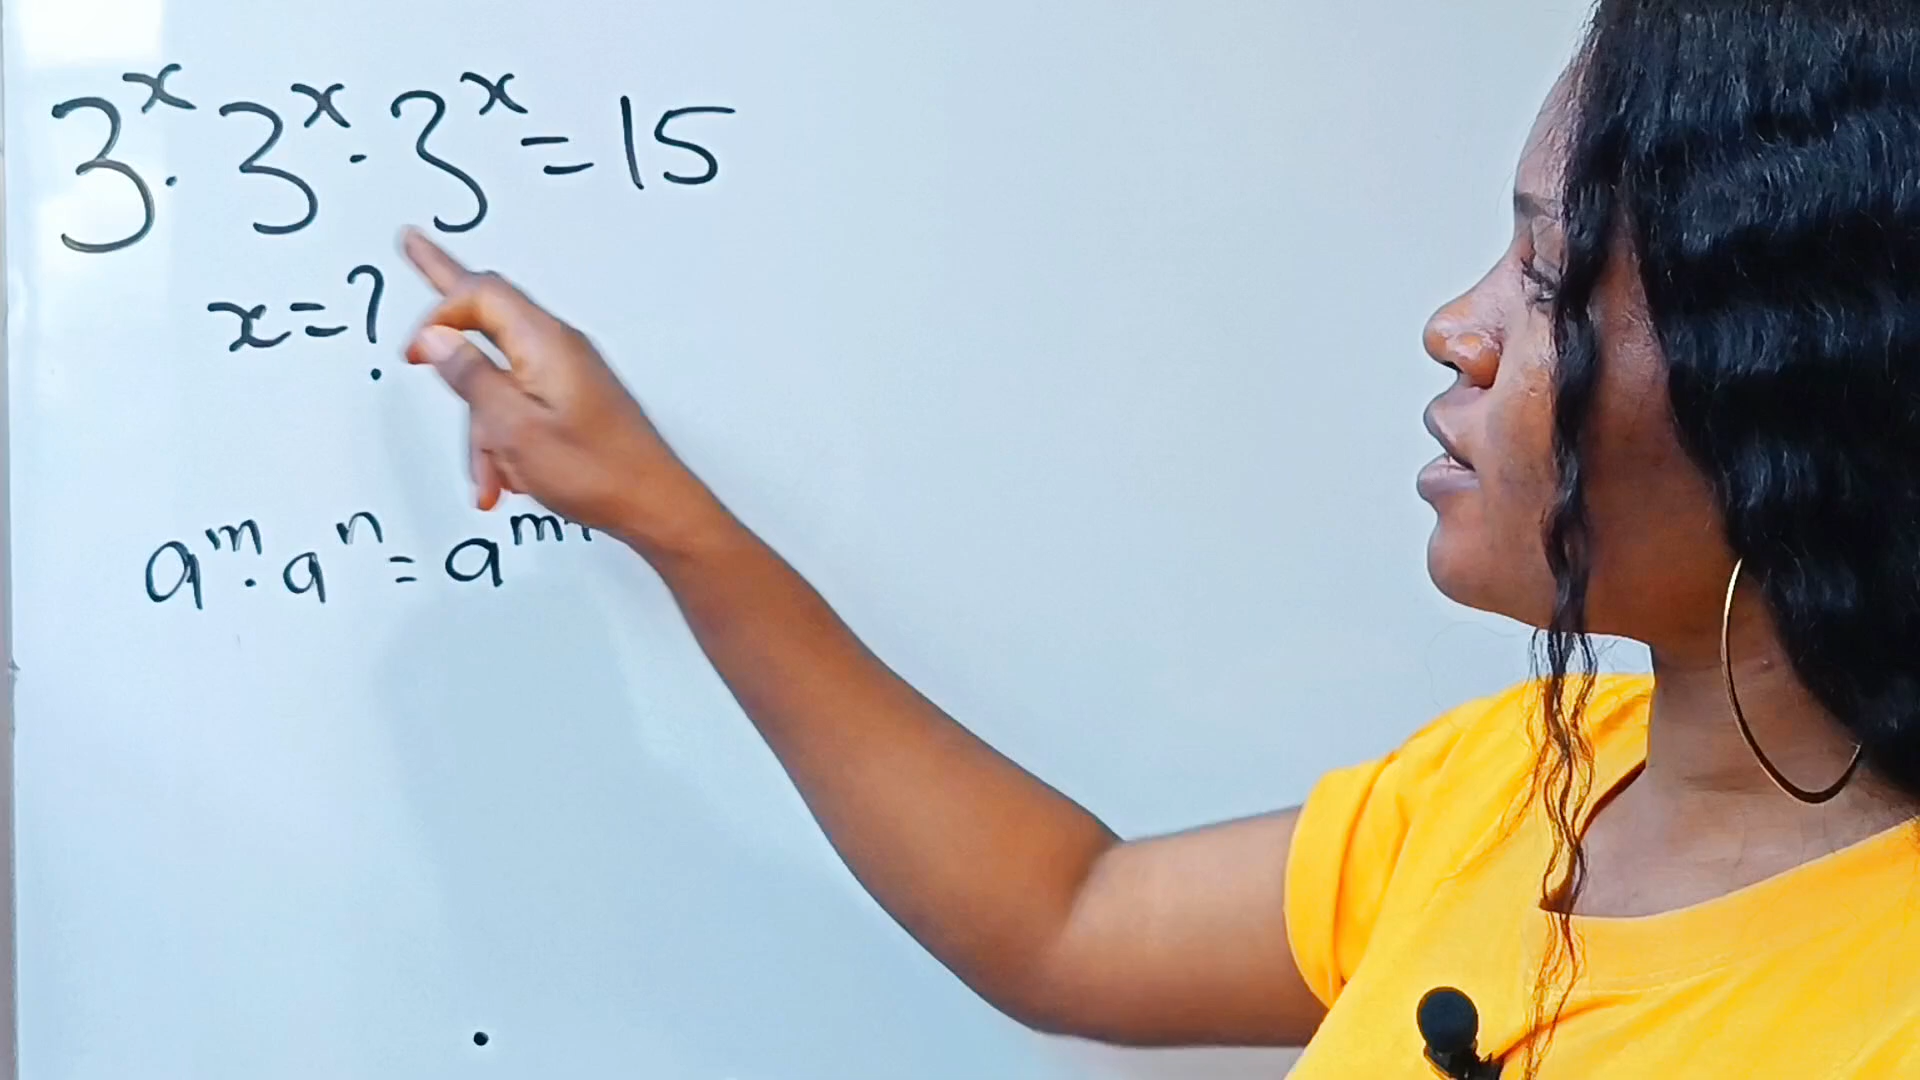 3^x · 3^x · 3^x = 15
x = ?
a^m · a^n = a^m+